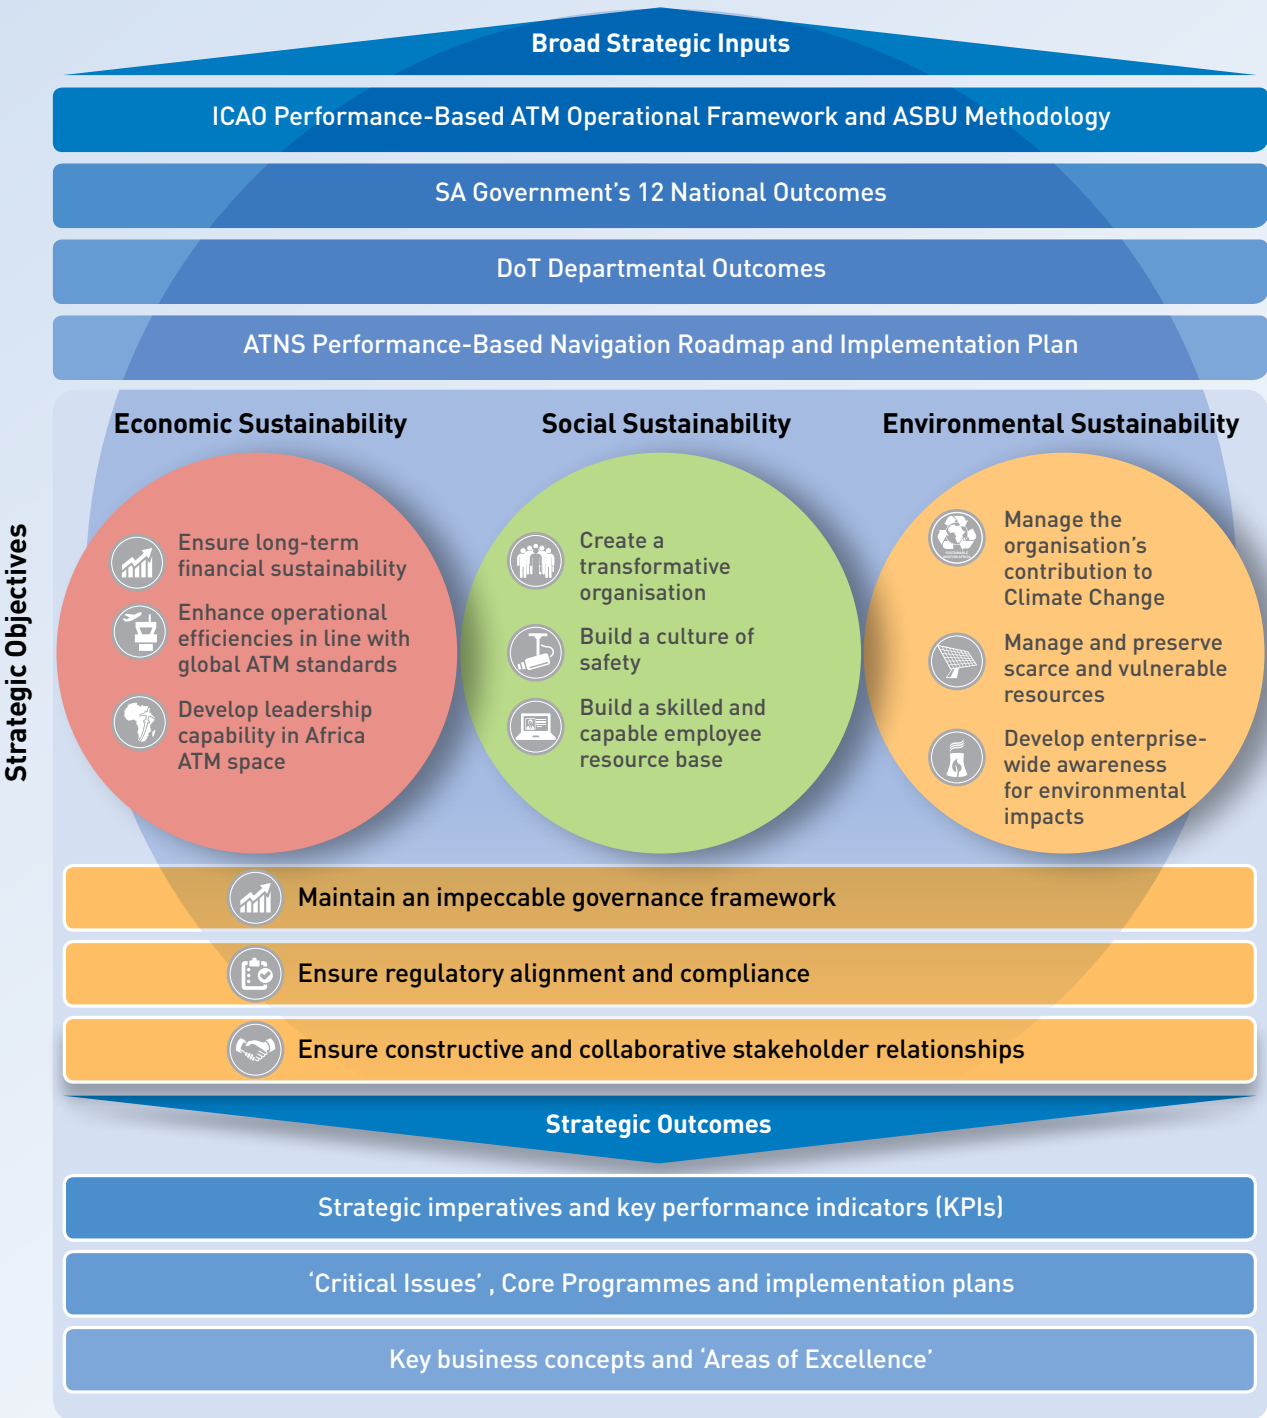 Broad Strategic Inputs
ICAO Performance-Based ATM Operational Framework and ASBU Methodology
SA Government's 12 National Outcomes
DoT Departmental Outcomes
ATNS Performance-Based Navigation Roadmap and Implementation Plan
Strategic Objectives
Economic Sustainability
Ensure long-term
financial sustainability
Enhance operational
efficiencies in line with
global ATM standards
Develop leadership
capability in Africa
ATM space
Social Sustainability
Create a
transformative
organisation
Build a culture of
safety
Build a skilled and
capable employee
resource base
Environmental Sustainability
Manage the
organisation's
contribution to
Climate Change
Manage and preserve
scarce and vulnerable
resources
Develop enterprise-
wide awareness
for environmental
impacts
Maintain an impeccable governance framework
Ensure regulatory alignment and compliance
Ensure constructive and collaborative stakeholder relationships
Strategic Outcomes
Strategic imperatives and key performance indicators (KPIs)
‘Critical Issues’ , Core Programmes and implementation plans
Key business concepts and ‘Areas of Excellence’